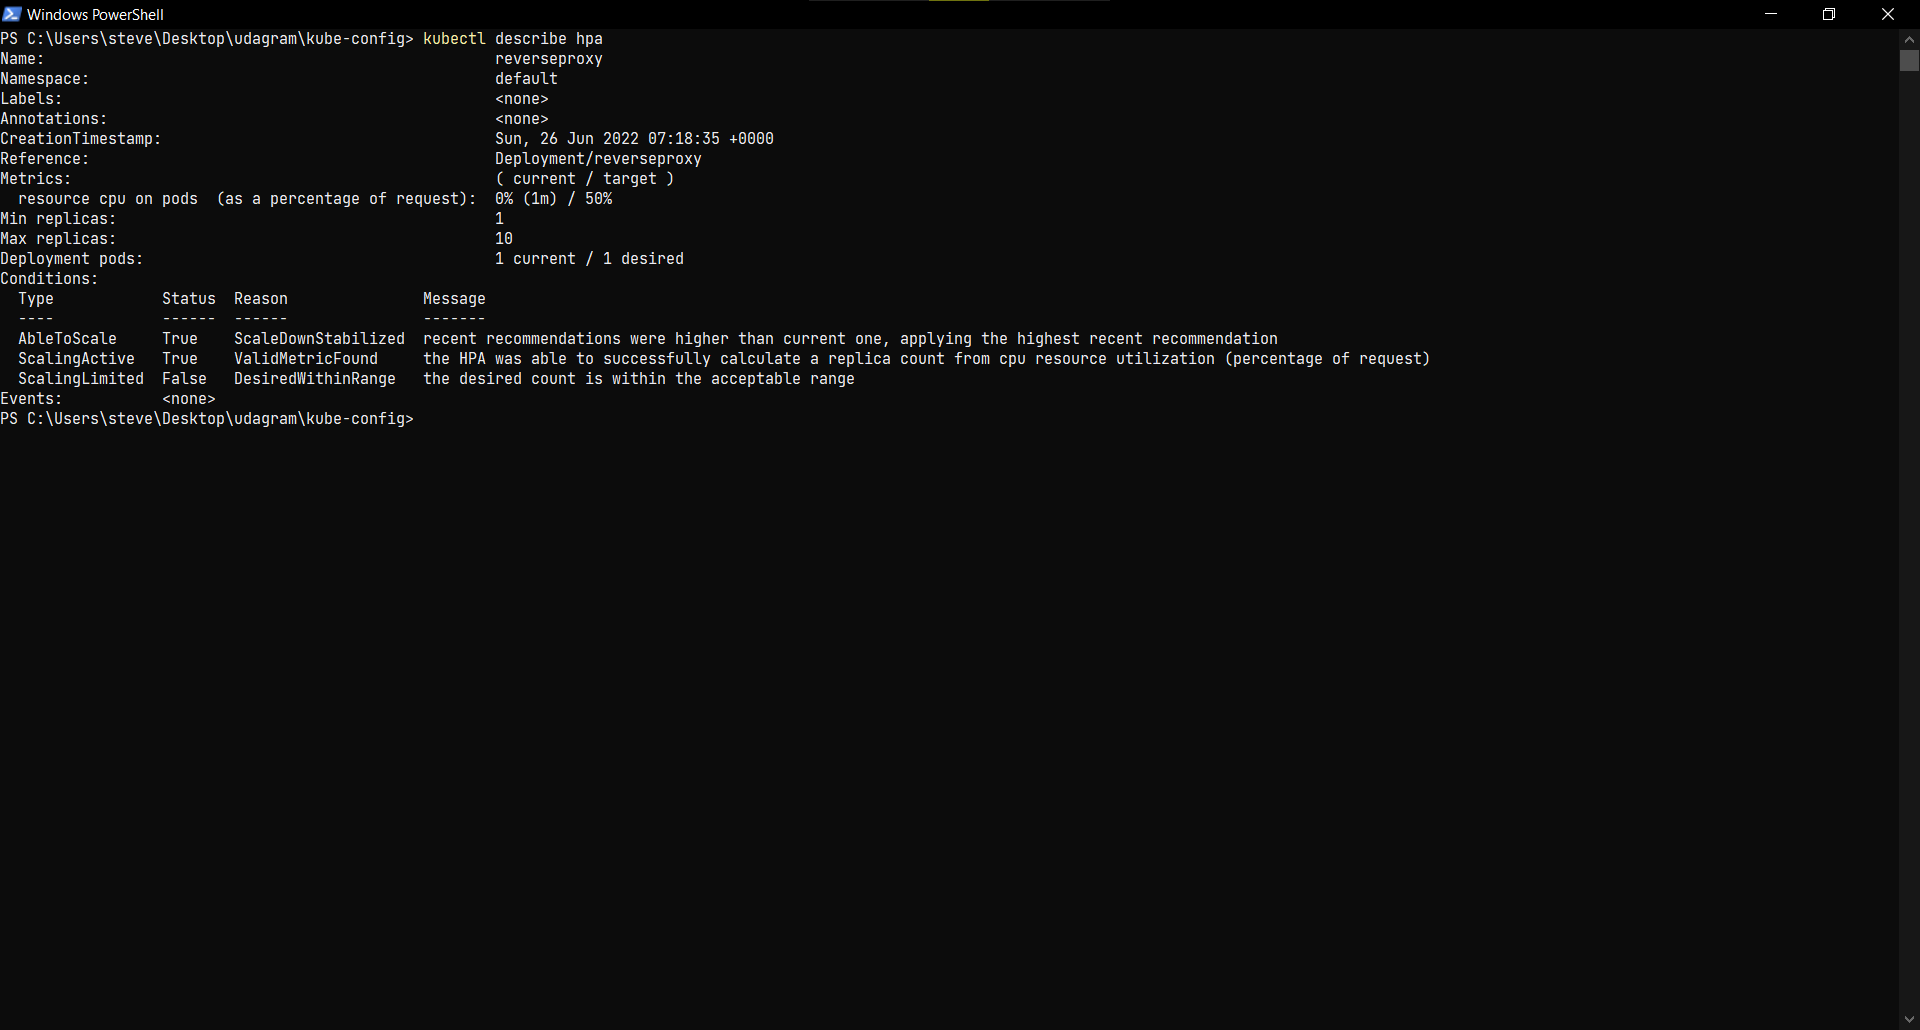 Windows PowerShell
PS C:\Users\steve\Desktop\udagram\kube-config> kubectl describe hpa
Name:                                                  reverseproxy
Namespace:                                             default
Labels:                                                <none>
Annotations:                                           <none>
CreationTimestamp:                                     Sun, 26 Jun 2022 07:18:35 +0000
Reference:                                             Deployment/reverseproxy
Metrics:                                               ( current / target )
  resource cpu on pods  (as a percentage of request):  0% (1m) / 50%
Min replicas:                                          1
Max replicas:                                          10
Deployment pods:                                       1 current / 1 desired
Conditions:
  Type            Status  Reason               Message
  ----            ------  ------               -------
  AbleToScale     True    ScaleDownStabilized  recent recommendations were higher than current one, applying the highest recent recommendation
  ScalingActive   True    ValidMetricFound     the HPA was able to successfully calculate a replica count from cpu resource utilization (percentage of request)
  ScalingLimited  False   DesiredWithinRange   the desired count is within the acceptable range
Events:           <none>
PS C:\Users\steve\Desktop\udagram\kube-config>